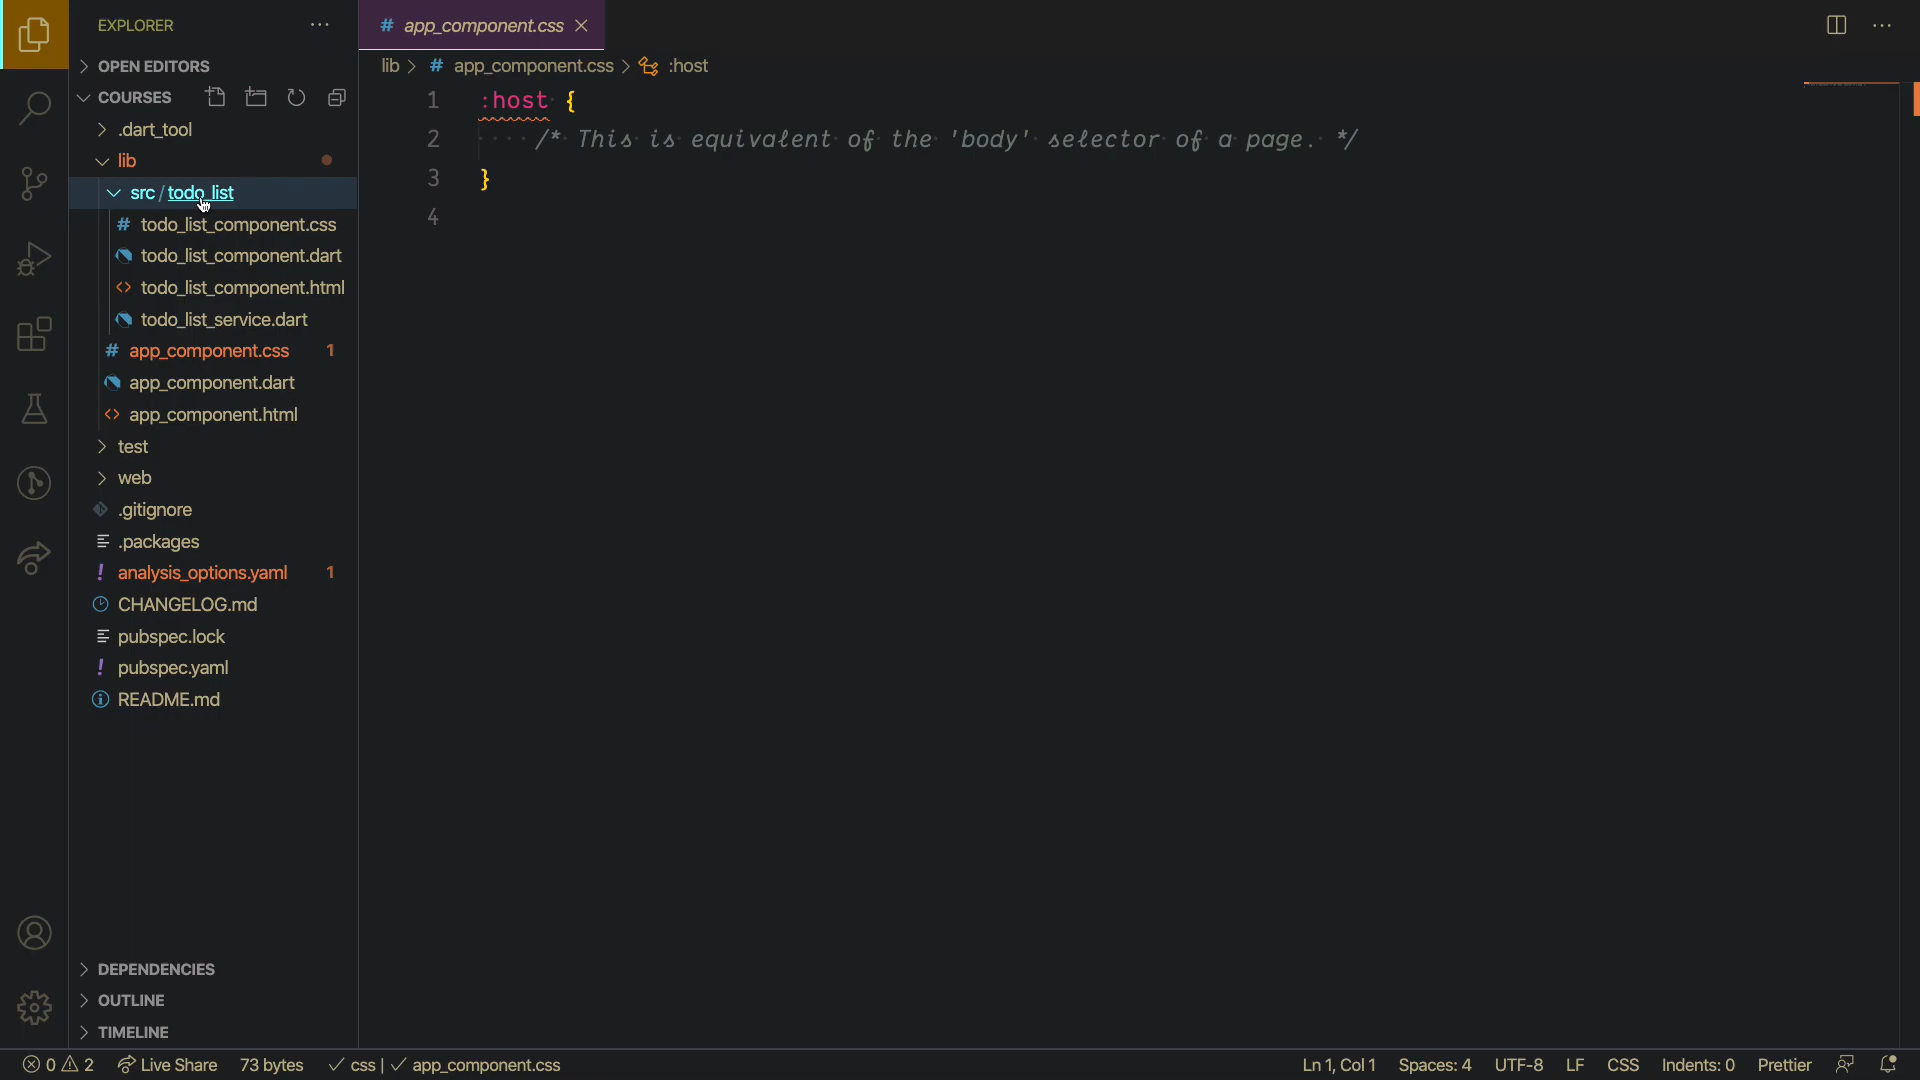 EXPLORER
OPEN EDITORS
COURSES
.dart_tool
lib
src / todo_list
# todo_list_component.css
todo_list_component.dart
<> todo_list_component.html
todo_list_service.dart
# app_component.css 1
app_component.dart
<> app_component.html
test
web
.gitignore
.packages
! analysis_options.yaml 1
CHANGELOG.md
pubspec.lock
! pubspec.yaml
README.md
DEPENDENCIES
OUTLINE
TIMELINE
# app_component.css
lib > # app_component.css > :host
1 :host {
2 /* This is equivalent of the 'body' selector of a page. */
3 }
4
0 2 Live Share 73 bytes ✓ css | ✓ app_component.css
Ln 1, Col 1 Spaces: 4 UTF-8 LF CSS Indents: 0 Prettier